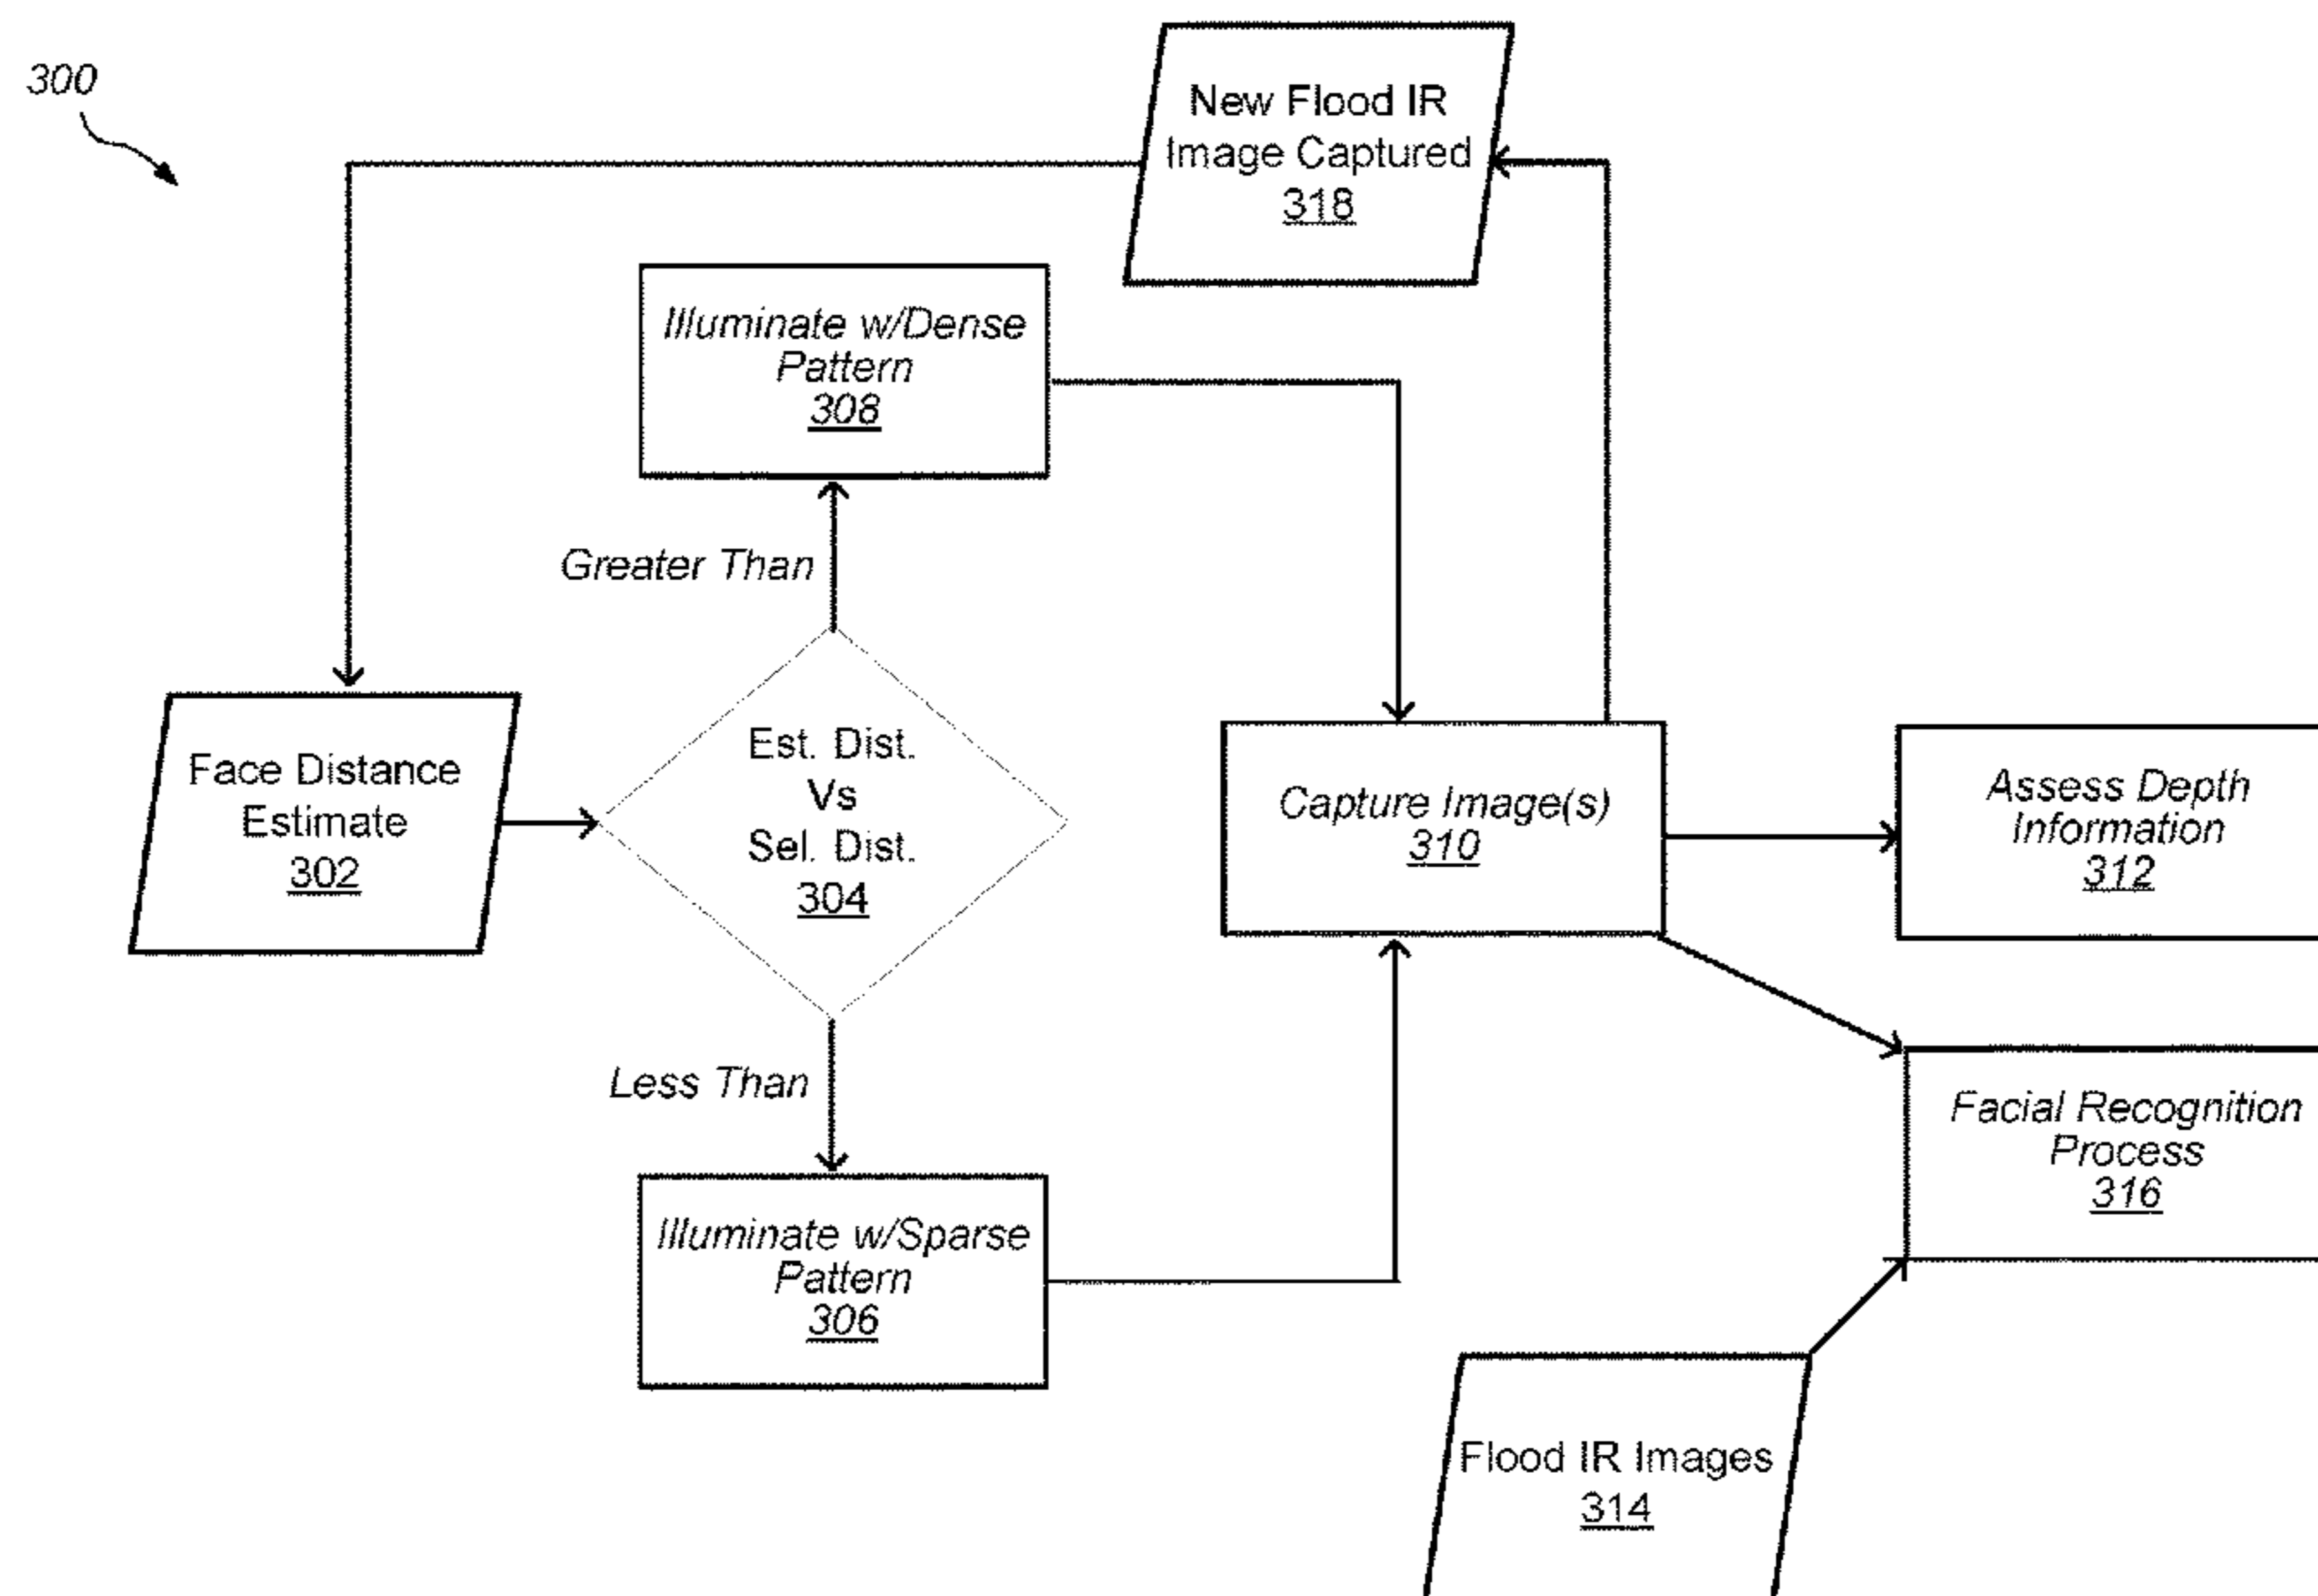 300
New Flood IR
Image Captured
318
Illuminate w/Dense
Pattern
308
Greater Than
Face Distance
Estimate
302
Est. Dist.
Vs
Sel. Dist.
304
Capture Image(s)
310
Assess Depth
Information
312
Less Than
Facial Recognition
Process
316
Illuminate w/Sparse
Pattern
306
Flood IR Images
314